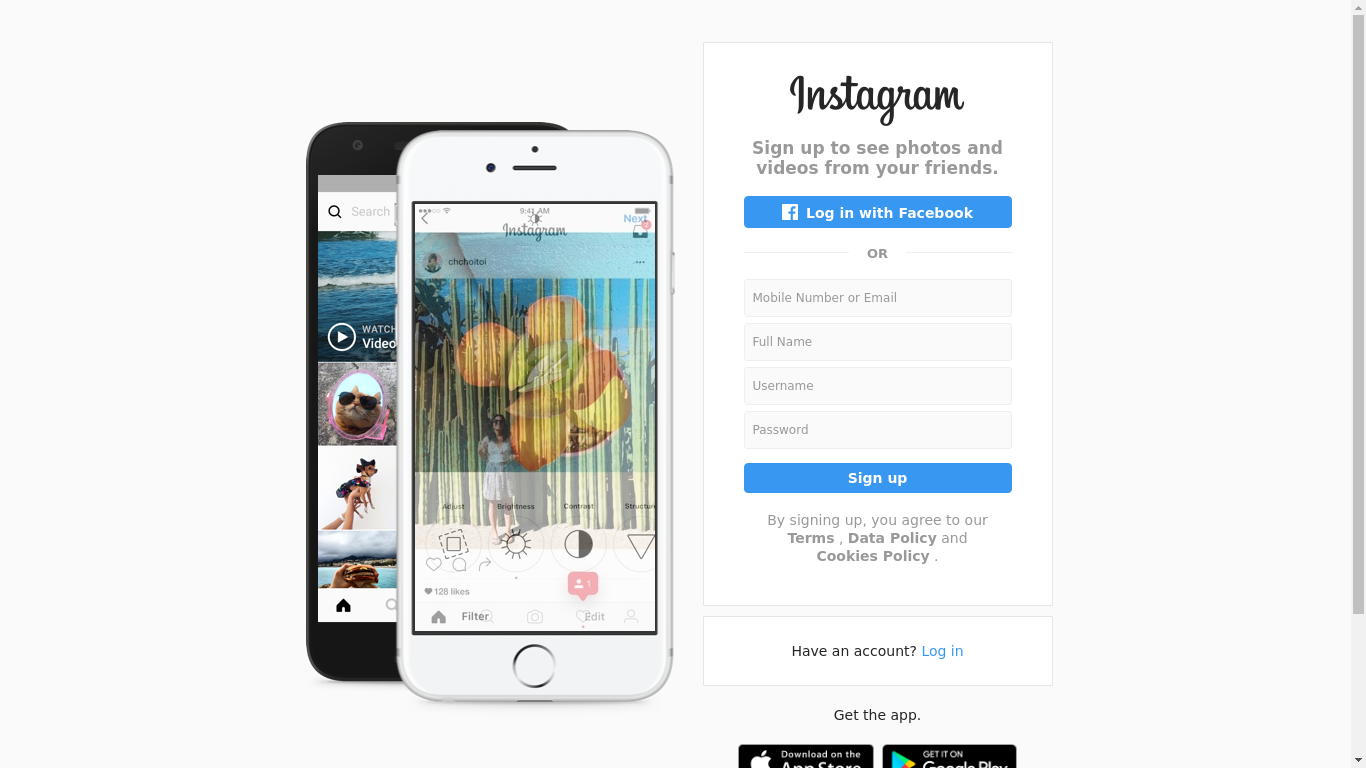 Search
WATCH
Video
9:41 AM
Next
Instagram
4
chchoitoi
Adjust
Brightness
Contrast
Structure
1
128 likes
Filter
Edit
Instagram
Sign up to see photos and
videos from your friends.
Log in with Facebook
OR
Mobile Number or Email
Full Name
Username
Password
Sign up
By signing up, you agree to our
Terms , Data Policy and
Cookies Policy .
Have an account? Log in
Get the app.
Download on the
App Store
GET IT ON
Google Play